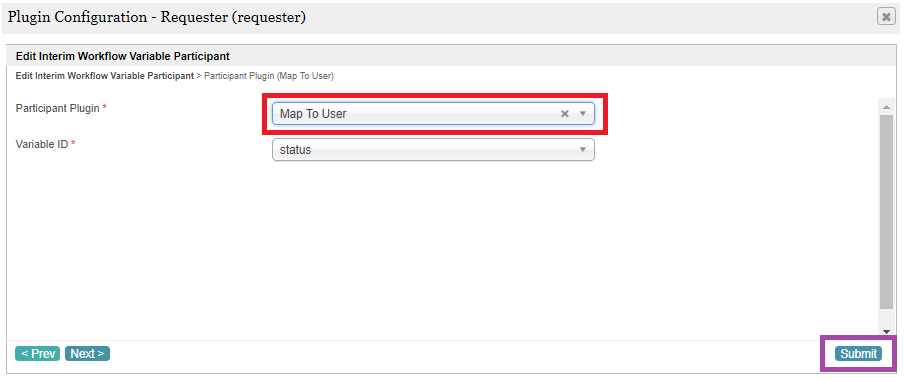 Plugin Configuration - Requester (requester)
Edit Interim Workflow Variable Participant
Edit Interim Workflow Variable Participant > Participant Plugin (Map To User)
Participant Plugin *
Map To User
Variable ID *
status
< Prev
Next >
Submit